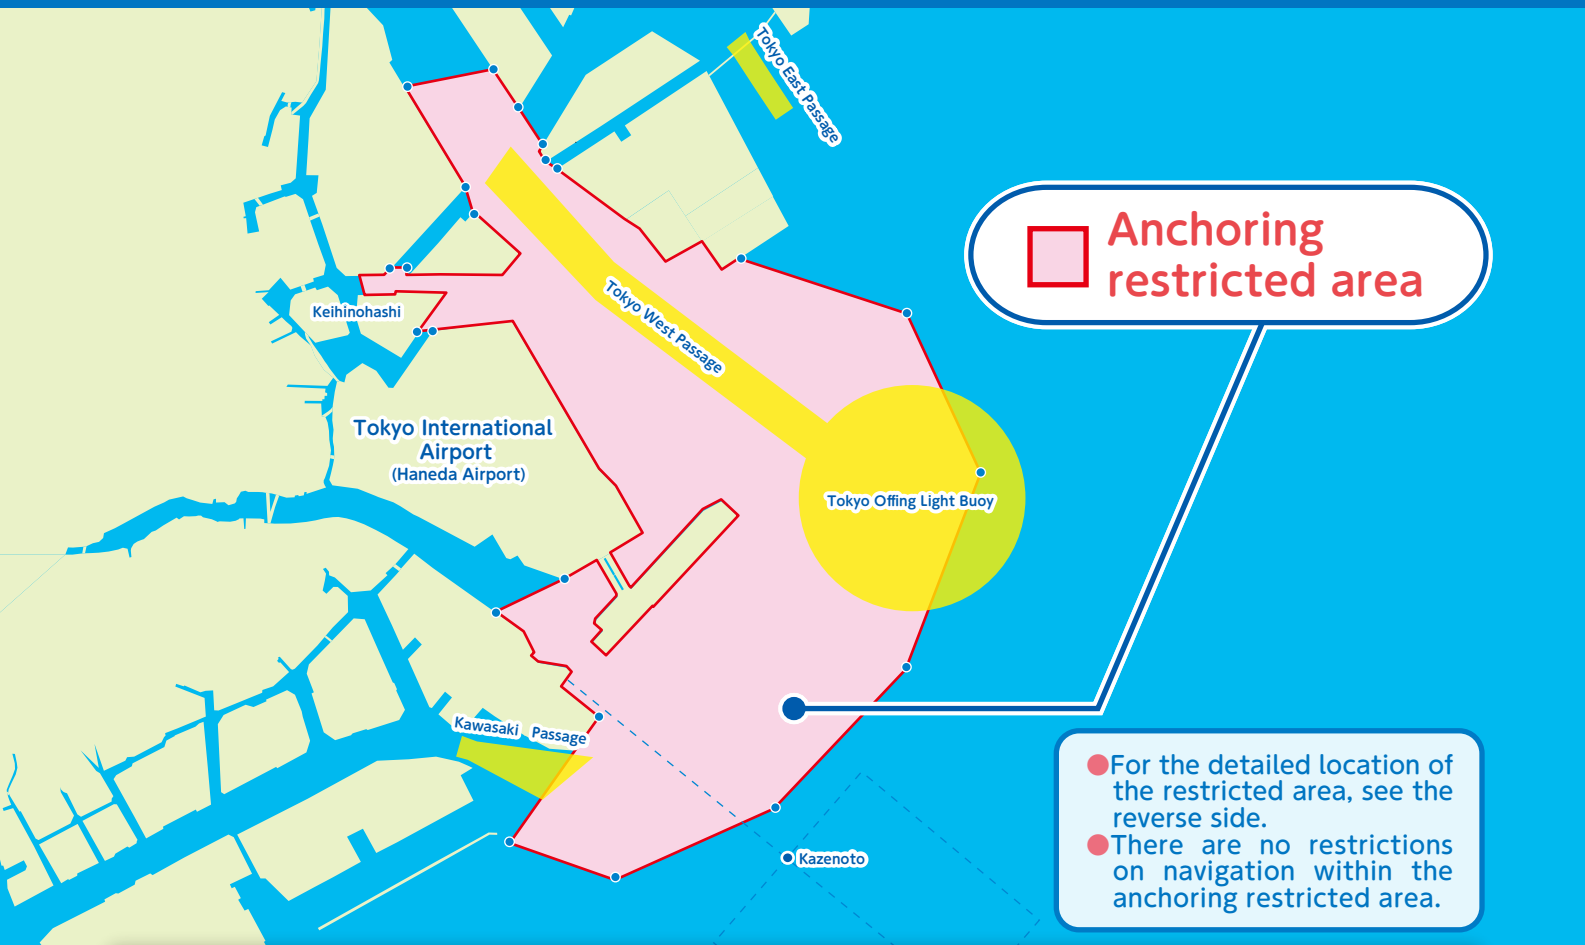 Tokyo East Passage
Anchoring
restricted area
Keihinohashi
Tokyo West Passage
Tokyo International
Airport
(Haneda Airport)
Tokyo Offing Light Buoy
Kawasaki Passage
Kazenoto
●For the detailed location of
the restricted area, see the
reverse side.
●There are no restrictions
on navigation within the
anchoring restricted area.